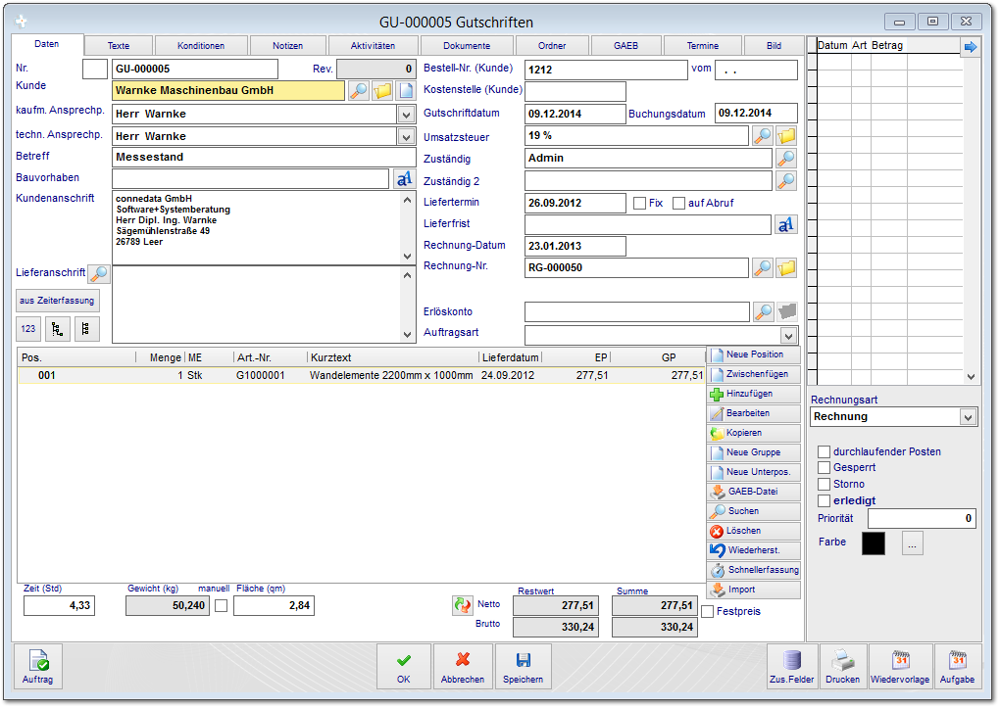 GU-000005 Gutschriften
Daten Texte Konditionen Notizen Aktivitäten Dokumente Ordner GAEB Termine Bild
Nr. GU-000005 Rev. 0
Kunde Warnke Maschinenbau GmbH
kaufm. Ansprechp. Herr Warnke
techn. Ansprechp. Herr Warnke
Betreff Messestand
Bauvorhaben
Kundenanschrift connedata GmbH
Software+Systemberatung
Herr Dipl. Ing. Warnke
Sägemühlenstraße 49
26789 Leer
Lieferanschrift
aus Zeiterfassung
123
Bestell-Nr. (Kunde) 1212 vom . .
Kostenstelle (Kunde)
Gutschriftdatum 09.12.2014 Buchungsdatum 09.12.2014
Umsatzsteuer 19 %
Zuständig Admin
Zuständig 2
Liefertermin 26.09.2012 Fix auf Abruf
Lieferfrist
Rechnung-Datum 23.01.2013
Rechnung-Nr. RG-000050
Erlöskonto
Auftragsart
Pos. Menge ME Art.-Nr. Kurztext Lieferdatum EP GP
001 1 Stk G1000001 Wandelemente 2200mm x 1000mm 24.09.2012 277,51 277,51
Neue Position
Zwischenfügen
Hinzufügen
Bearbeiten
Kopieren
Neue Gruppe
Neue Unterpos.
GAEB-Datei
Suchen
Löschen
Wiederherst.
Schnellerfassung
Import
Datum Art Betrag
Rechnungsart
Rechnung
durchlaufender Posten
Gesperrt
Storno
erledigt
Priorität 0
Farbe ...
Zeit (Std) Gewicht (kg) manuell Fläche (qm) Restwert Summe
4,33 50,240 2,84 Netto 277,51 277,51
Brutto 330,24 330,24
Festpreis
Auftrag OK Abbrechen Speichern Zus.Felder Drucken Wiedervorlage Aufgabe